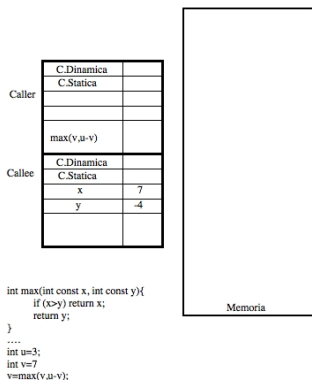 C.Dinamica
Caller
C.Statica
max(v,u-v)
C.Dinamica
Callee
C.Statica
x 7
y -4
int max(int const x, int const y){
if (x>y) return x;
return y;
}
....
int u=3;
int v=7
v=max(v,u-v);
Memoria